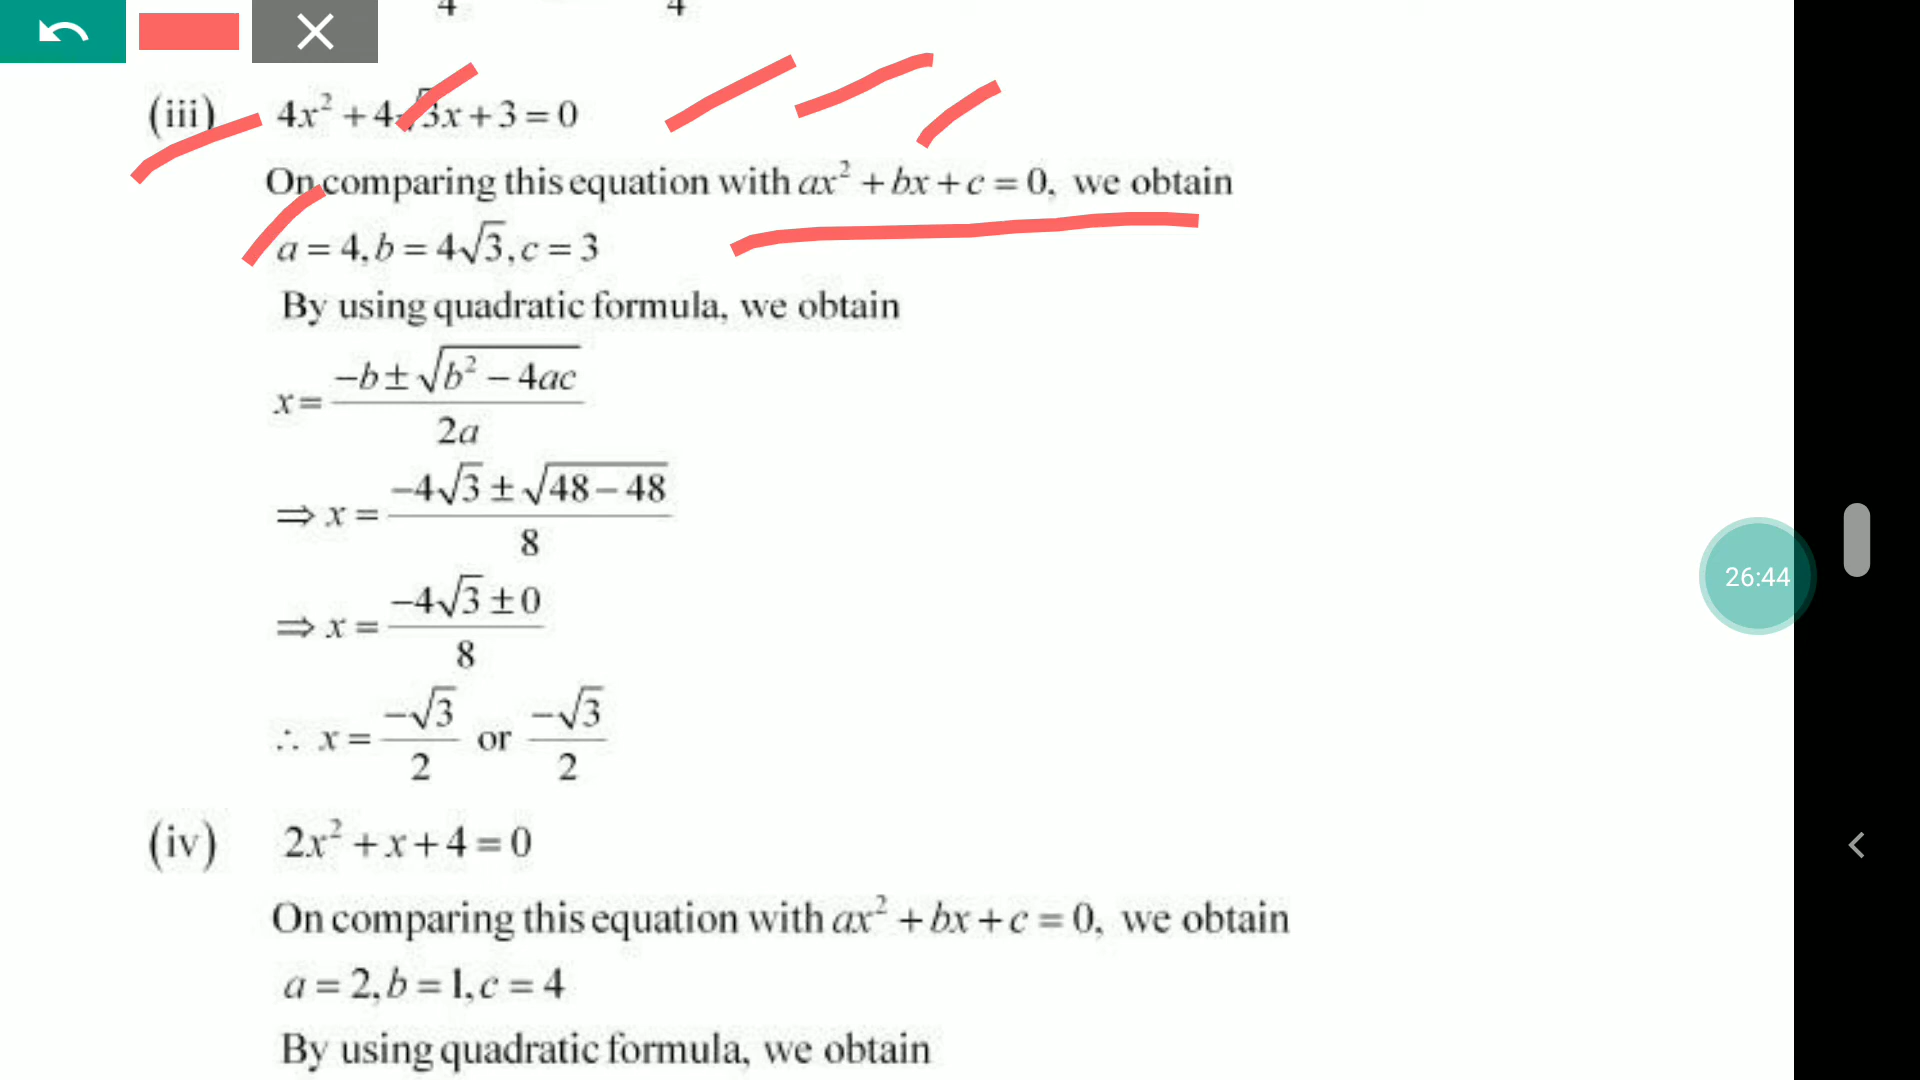 4 4
(iii) 4x² + 4√3x + 3 = 0
On comparing this equation with ax² + bx + c = 0, we obtain
a = 4, b = 4√3, c = 3
By using quadratic formula, we obtain
x = (−b ± √(b² − 4ac)) / 2a
⇒ x = (−4√3 ± √(48 − 48)) / 8
⇒ x = (−4√3 ± 0) / 8
∴ x = −√3/2 or −√3/2
(iv) 2x² + x + 4 = 0
On comparing this equation with ax² + bx + c = 0, we obtain
a = 2, b = 1, c = 4
By using quadratic formula, we obtain
26:44